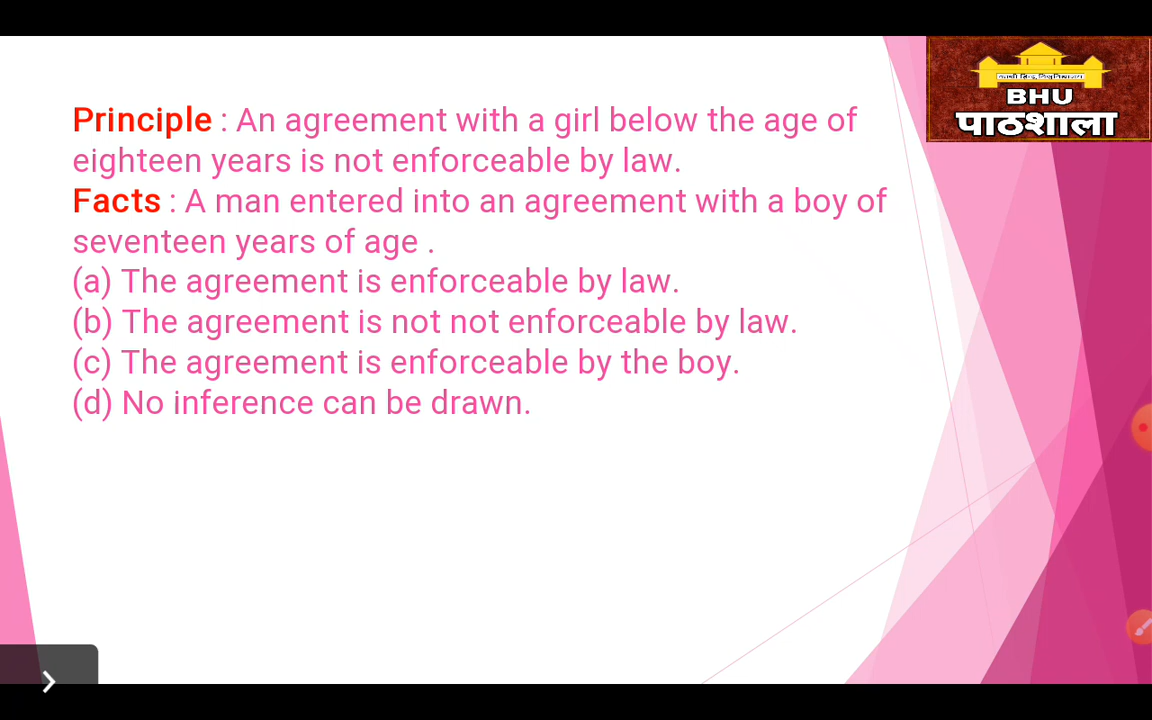 Principle : An agreement with a girl below the age of
eighteen years is not enforceable by law.
Facts : A man entered into an agreement with a boy of
seventeen years of age .
(a) The agreement is enforceable by law.
(b) The agreement is not not enforceable by law.
(c) The agreement is enforceable by the boy.
(d) No inference can be drawn.
BHU
पाठशाला